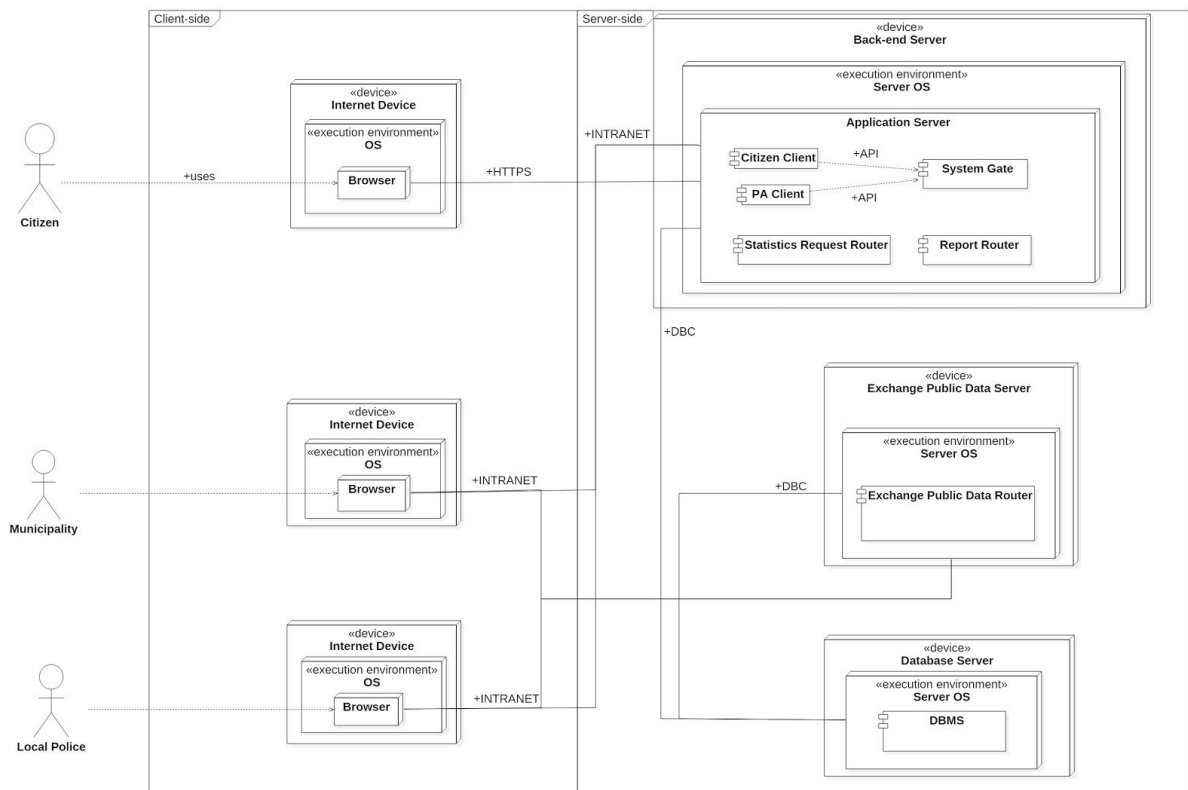 Client-side
Server-side
«device»
Back-end Server
«execution environment»
Server OS
Application Server
Citizen Client
+API
System Gate
PA Client
+API
Statistics Request Router
Report Router
«device»
Internet Device
«execution environment»
OS
Browser
+uses
+HTTPS
+INTRANET
Citizen
+DBC
«device»
Exchange Public Data Server
«execution environment»
Server OS
Exchange Public Data Router
+DBC
«device»
Internet Device
«execution environment»
OS
Browser
+INTRANET
Municipality
«device»
Internet Device
«execution environment»
OS
Browser
+INTRANET
Local Police
«device»
Database Server
«execution environment»
Server OS
DBMS